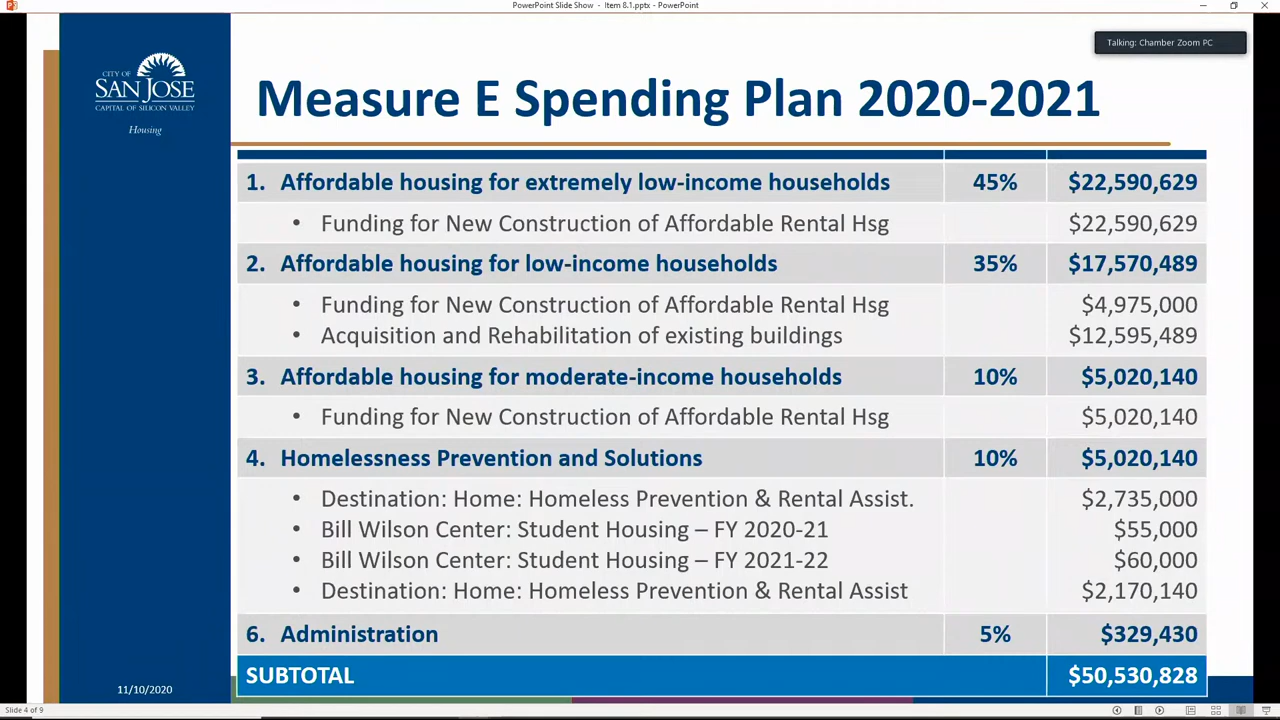 PowerPoint Slide Show - Item 8.1.pptx - PowerPoint
Talking: Chamber Zoom PC
CITY OF
SAN JOSE
CAPITAL OF SILICON VALLEY
Housing
Measure E Spending Plan 2020-2021
1. Affordable housing for extremely low-income households 45% $22,590,629
• Funding for New Construction of Affordable Rental Hsg $22,590,629
2. Affordable housing for low-income households 35% $17,570,489
• Funding for New Construction of Affordable Rental Hsg $4,975,000
• Acquisition and Rehabilitation of existing buildings $12,595,489
3. Affordable housing for moderate-income households 10% $5,020,140
• Funding for New Construction of Affordable Rental Hsg $5,020,140
4. Homelessness Prevention and Solutions 10% $5,020,140
• Destination: Home: Homeless Prevention & Rental Assist. $2,735,000
• Bill Wilson Center: Student Housing – FY 2020-21 $55,000
• Bill Wilson Center: Student Housing – FY 2021-22 $60,000
• Destination: Home: Homeless Prevention & Rental Assist $2,170,140
6. Administration 5% $329,430
SUBTOTAL $50,530,828
11/10/2020
Slide 4 of 9